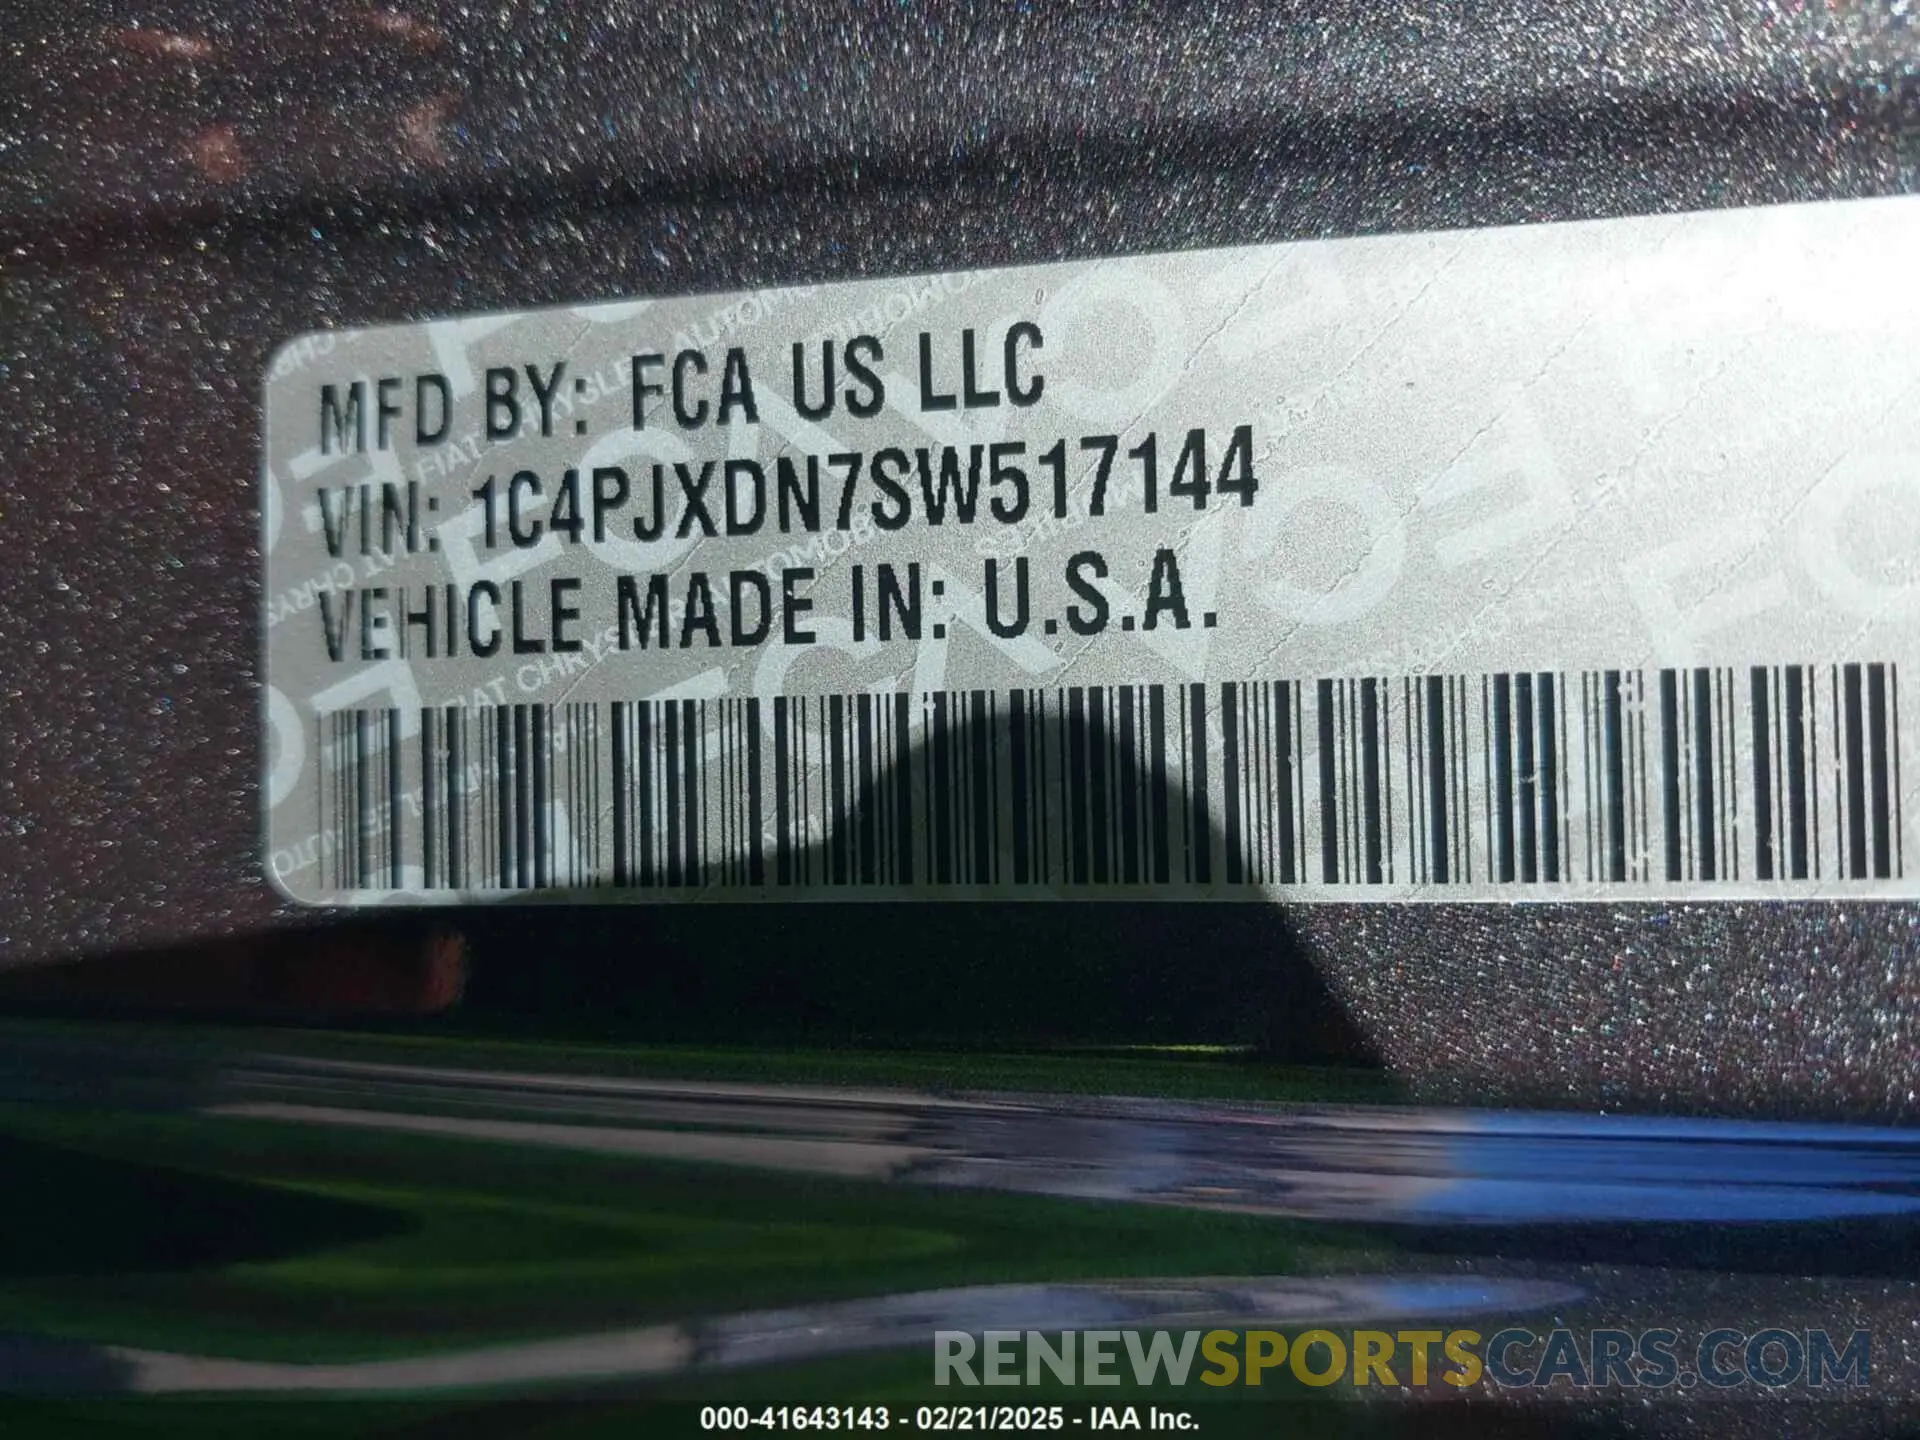 MFD BY: FCA US LLC
VIN: 1C4PJXDN7SW517144
VEHICLE MADE IN: U.S.A.
RENEWSPORTSCARS.COM
000-41643143 - 02/21/2025 - IAA Inc.